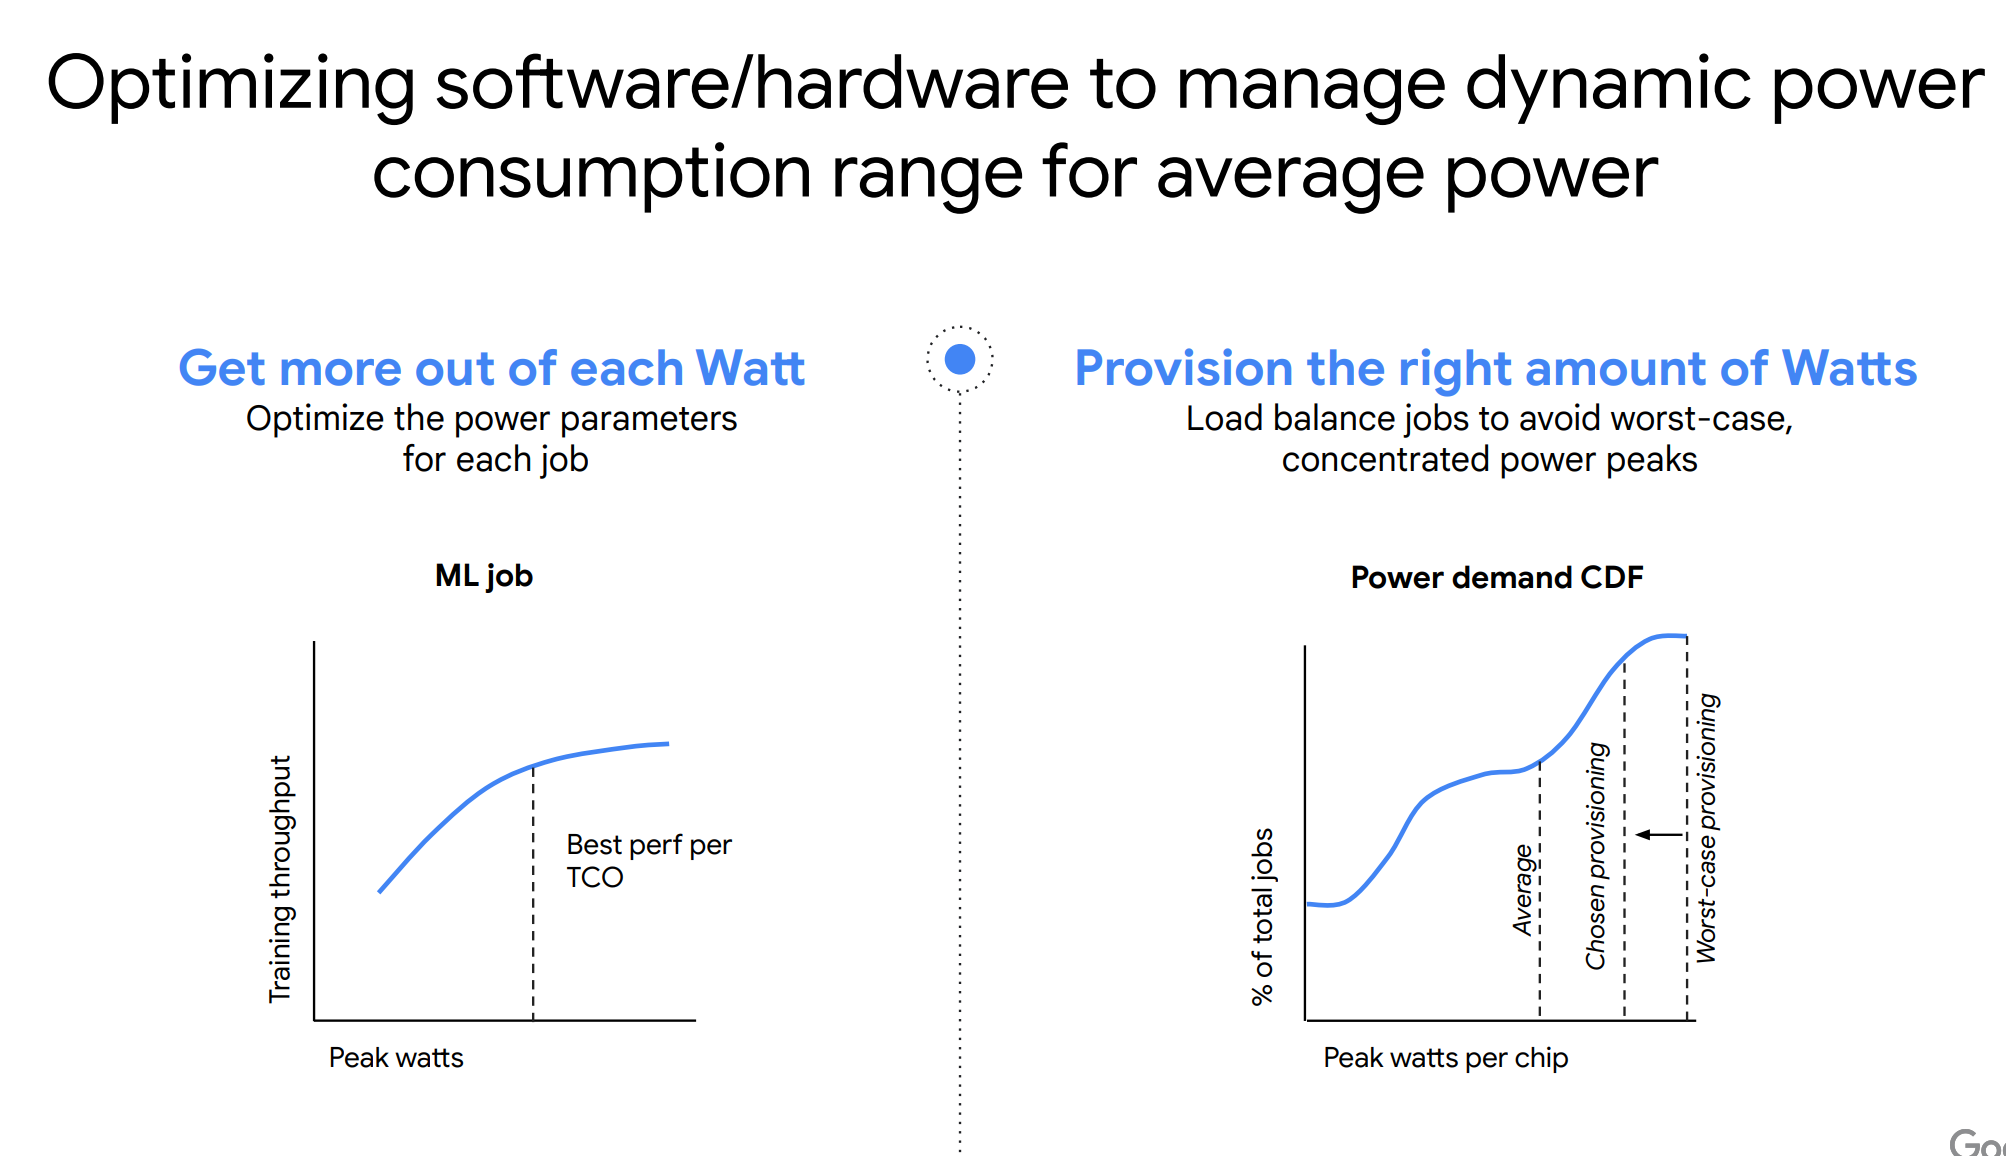 Optimizing software/hardware to manage dynamic power
consumption range for average power
Get more out of each Watt
Optimize the power parameters
for each job
ML job
Training throughput
Best perf per
TCO
Peak watts
Provision the right amount of Watts
Load balance jobs to avoid worst-case,
concentrated power peaks
Power demand CDF
% of total jobs
Average
Chosen provisioning
Worst-case provisioning
Peak watts per chip